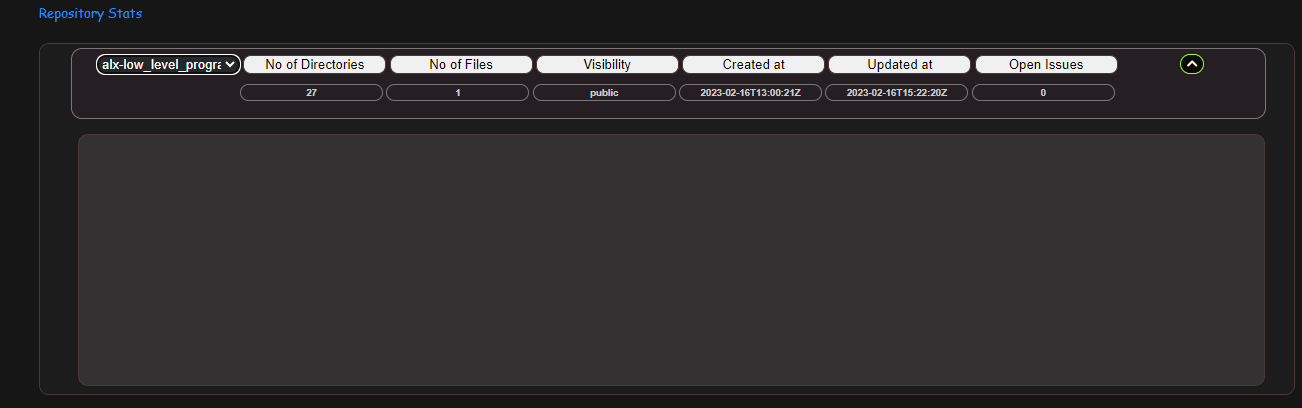 Repository Stats
alx-low_level_progra No of Directories No of Files Visibility Created at Updated at Open Issues
27 1 public 2023-02-16T13:00:21Z 2023-02-16T15:22:20Z 0